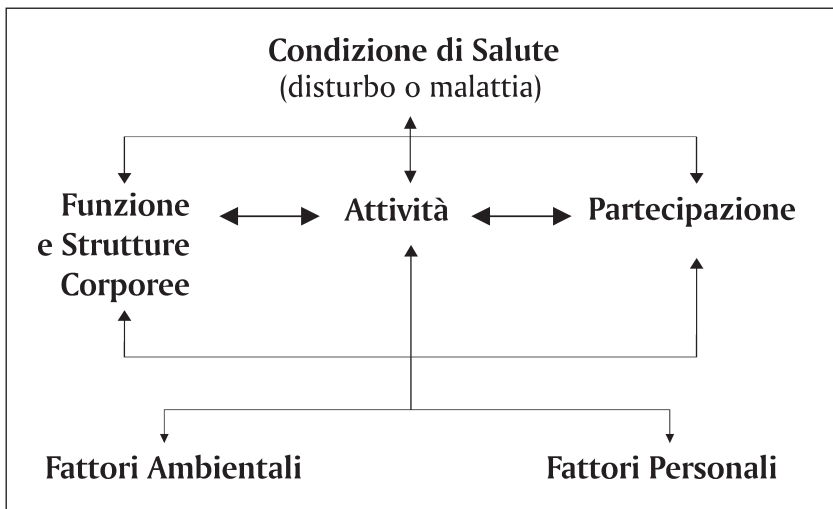 Condizione di Salute
(disturbo o malattia)
Funzione
e Strutture
Corporee
Attività
Partecipazione
Fattori Ambientali
Fattori Personali